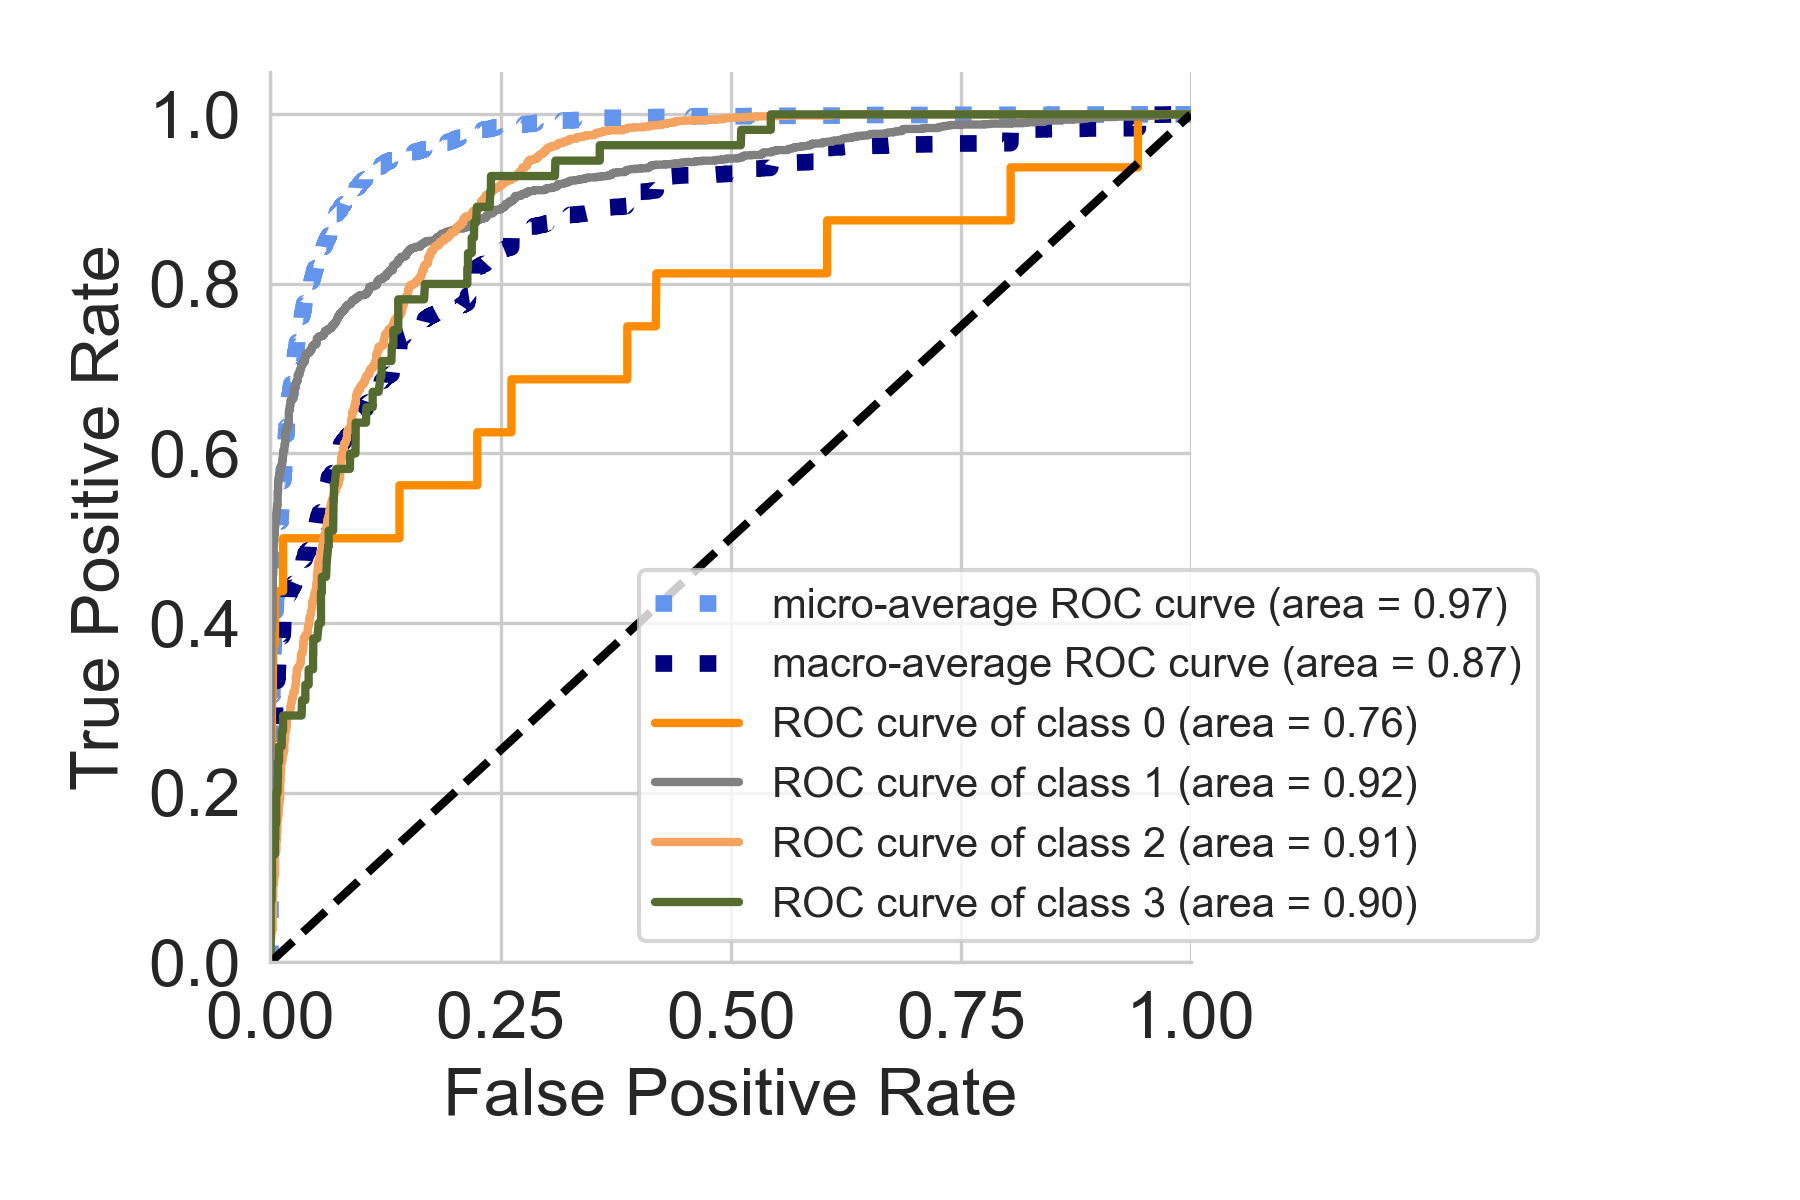 1.0
0.8
0.6
0.4
0.2
0.0
True Positive Rate
micro-average ROC curve (area = 0.97)
macro-average ROC curve (area = 0.87)
ROC curve of class 0 (area = 0.76)
ROC curve of class 1 (area = 0.92)
ROC curve of class 2 (area = 0.91)
ROC curve of class 3 (area = 0.90)
0.00 0.25 0.50 0.75 1.00
False Positive Rate